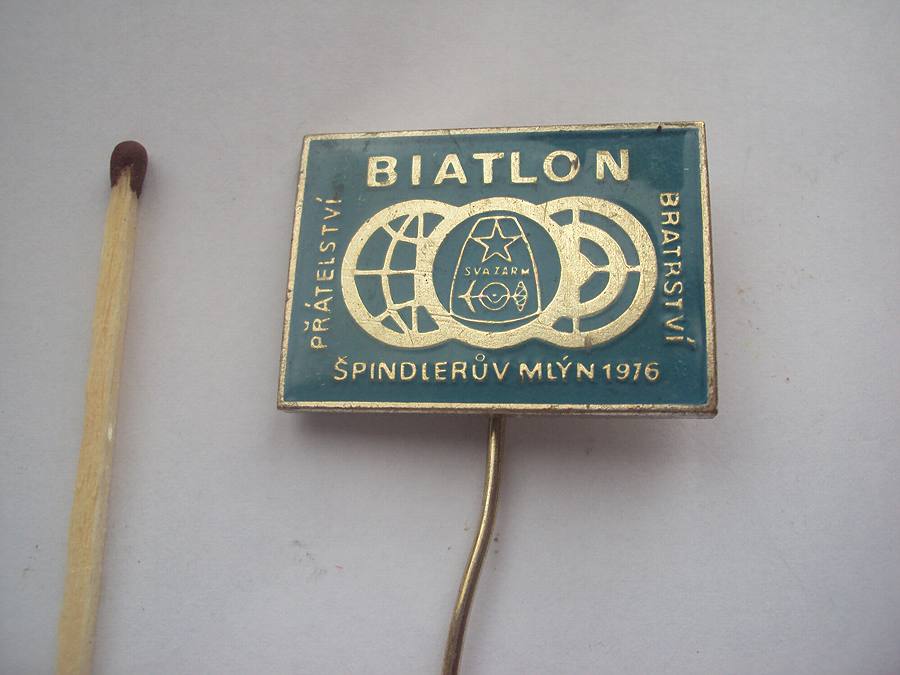 BIATLON
PŘÁTELSTVÍ
BRATRSTVÍ
SVAZARM
ŠPINDLERŮV MLÝN 1976